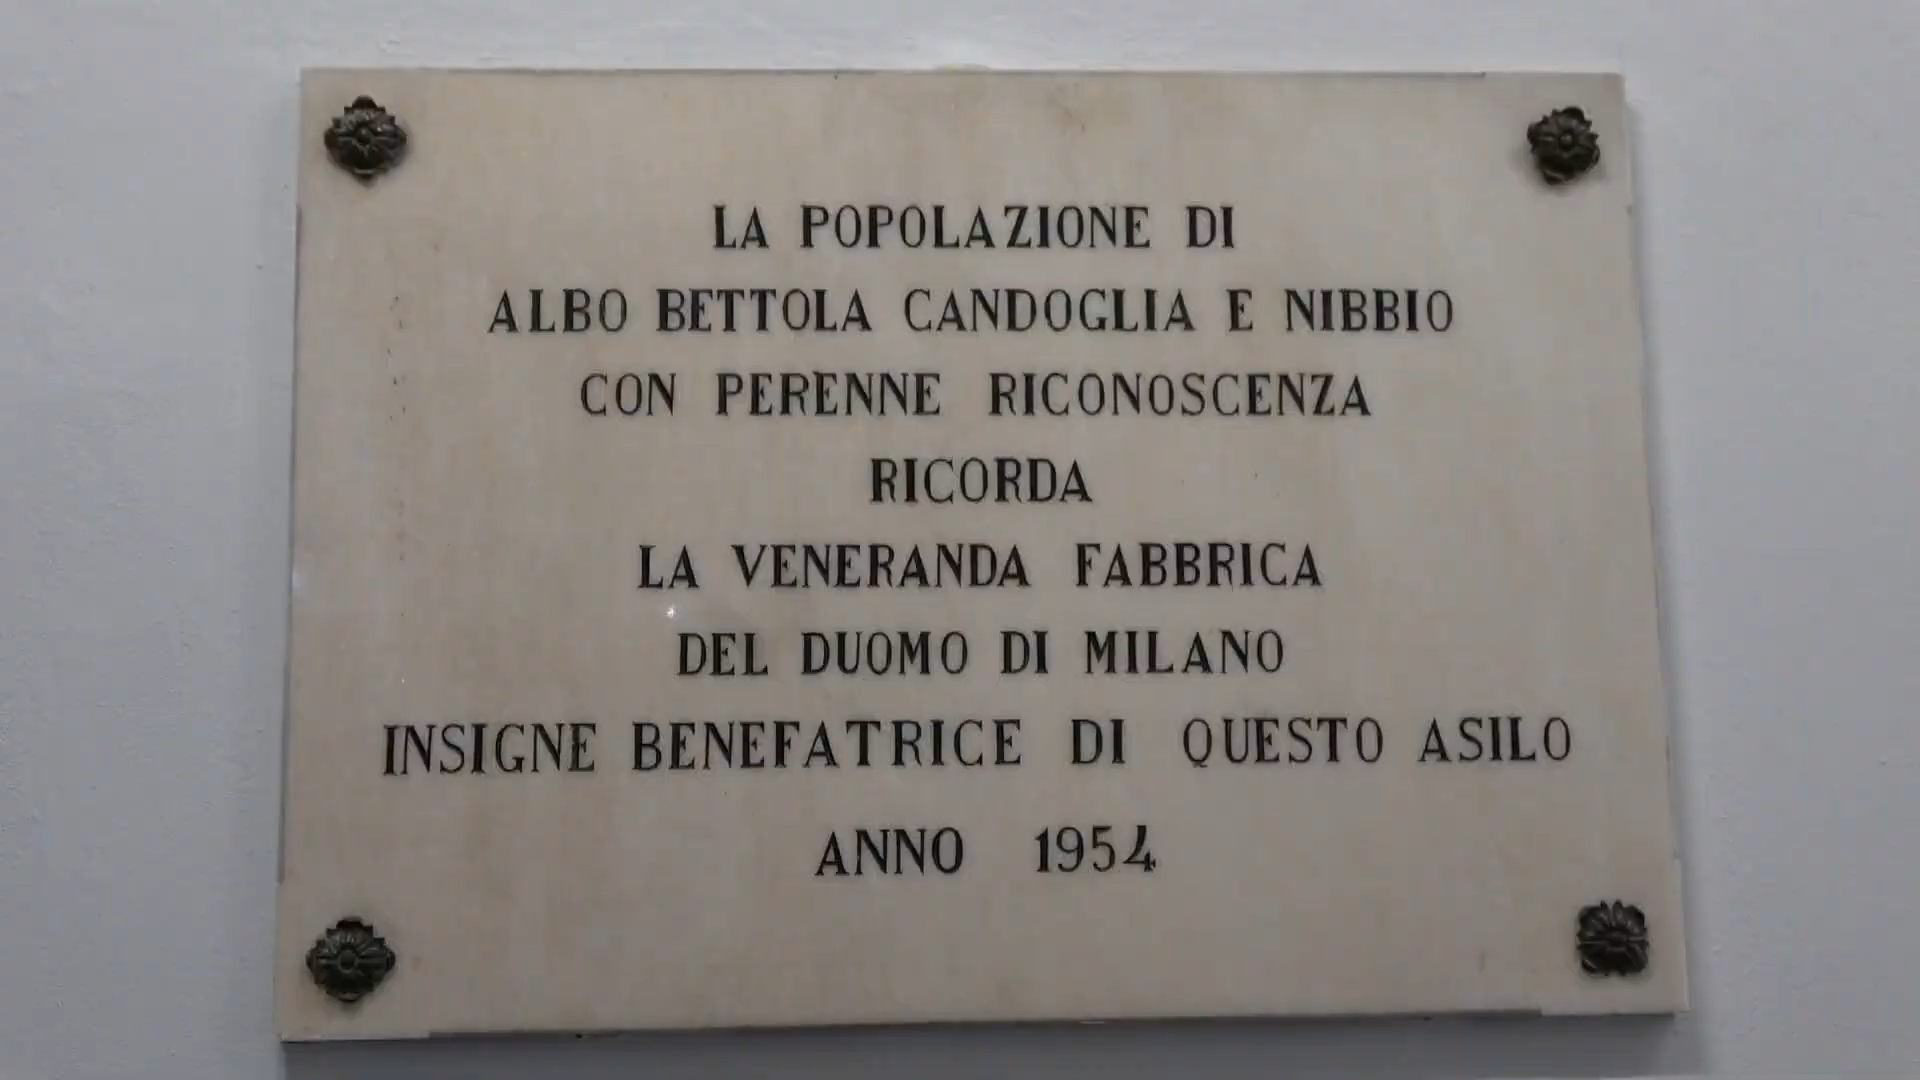 LA POPOLAZIONE DI
ALBO BETTOLA CANDOGLIA E NIBBIO
CON PERENNE RICONOSCENZA
RICORDA
LA VENERANDA FABBRICA
DEL DUOMO DI MILANO
INSIGNE BENEFATRICE DI QUESTO ASILO
ANNO 1954